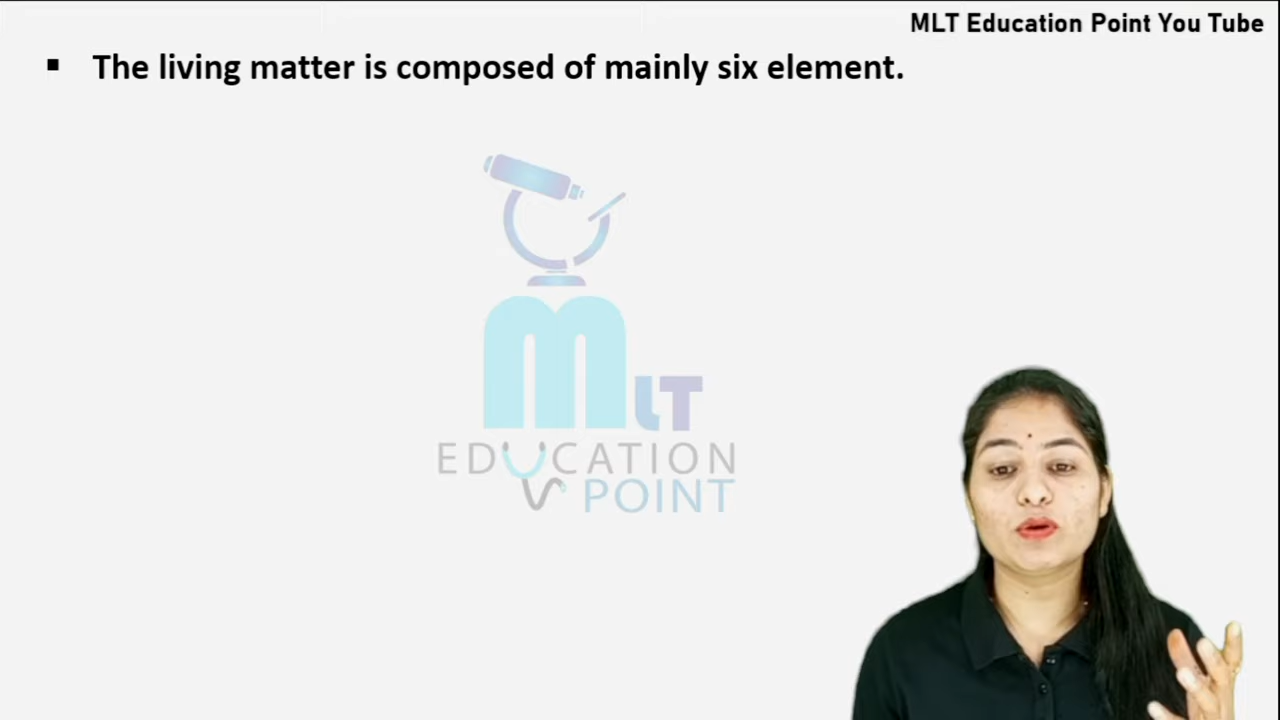 MLT Education Point You Tube
▪ The living matter is composed of mainly six element.
MLT
EDUCATION
POINT